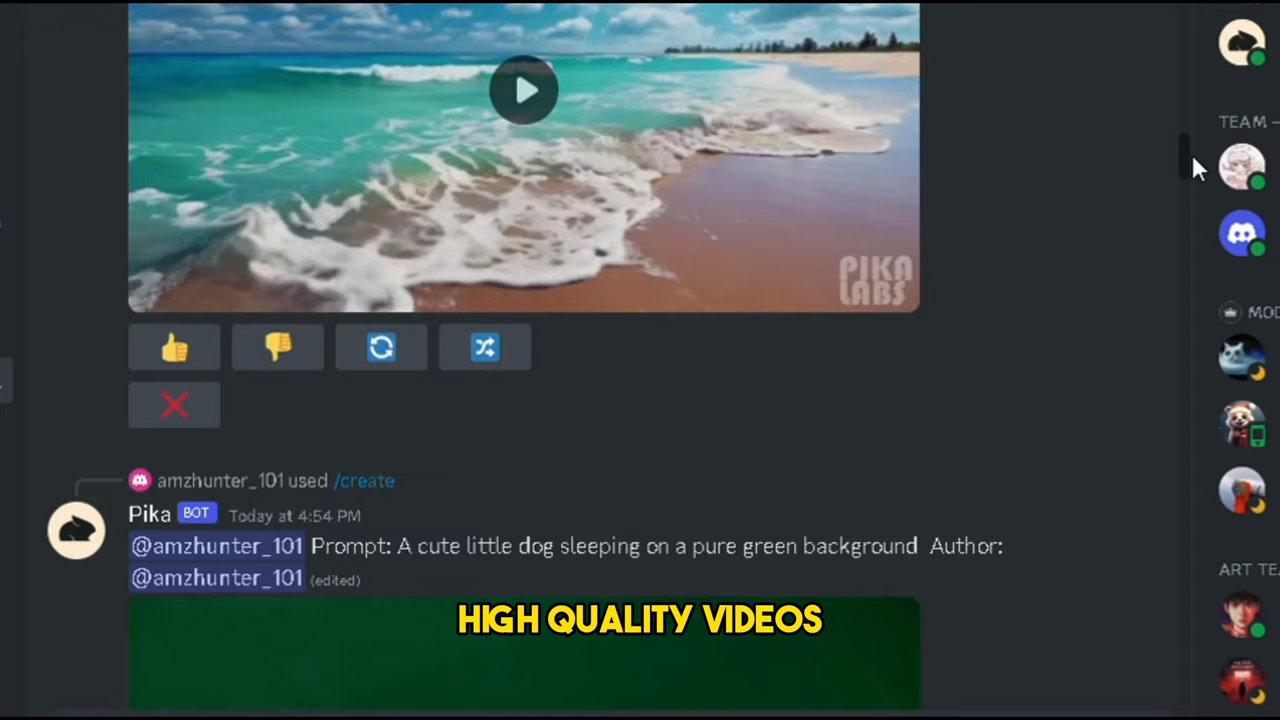 PIKA
LABS
TEAM –
MOD
amzhunter_101 used /create
Pika BOT Today at 4:54 PM
@amzhunter_101 Prompt: A cute little dog sleeping on a pure green background Author:
@amzhunter_101 (edited)
ART TEA
HIGH QUALITY VIDEOS